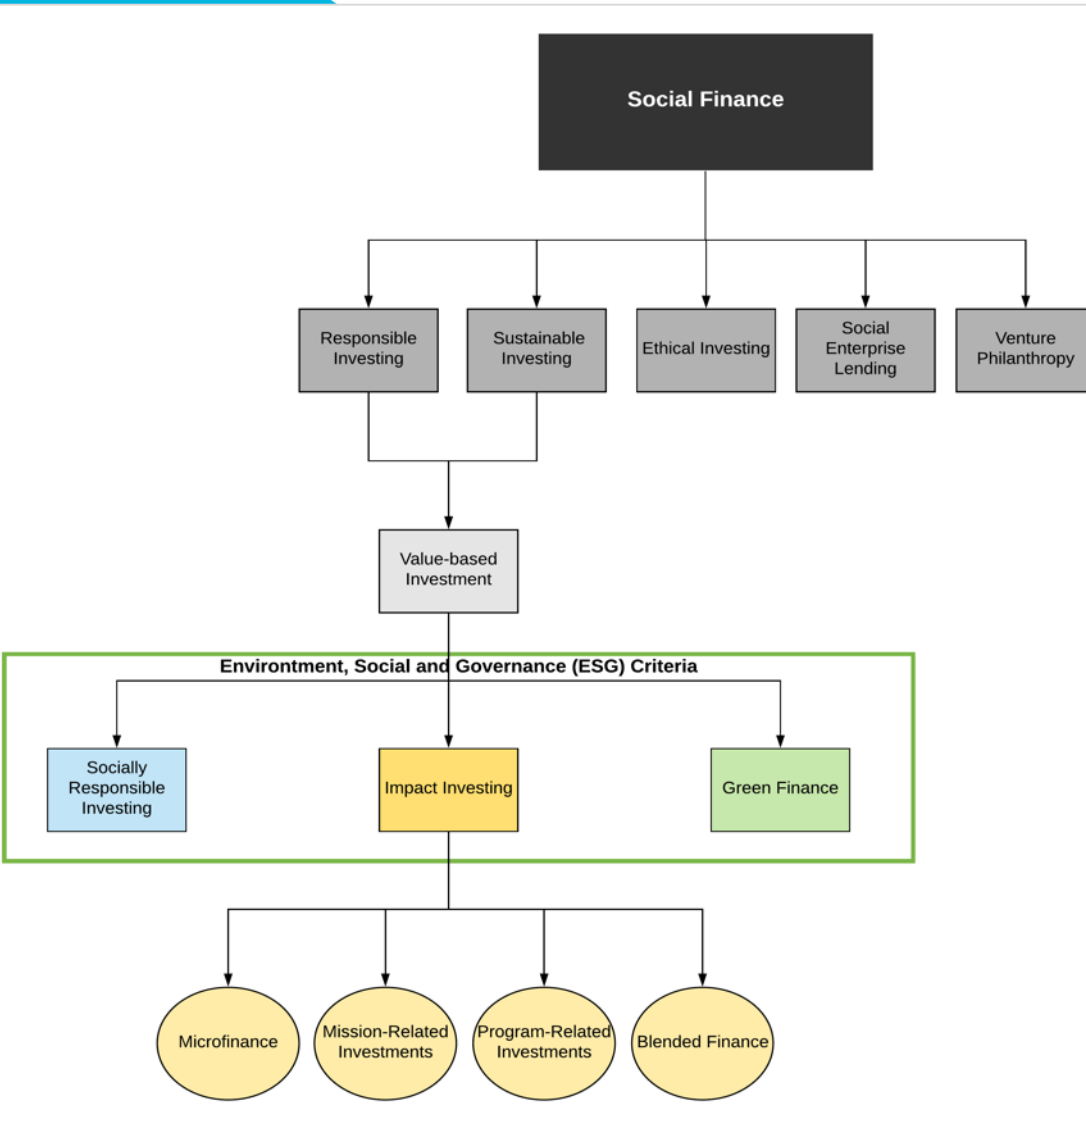 Social Finance
Responsible
Investing
Sustainable
Investing
Ethical Investing
Social
Enterprise
Lending
Venture
Philanthropy
Value-based
Investment
Environtment, Social and Governance (ESG) Criteria
Socially
Responsible
Investing
Impact Investing
Green Finance
Microfinance
Mission-Related
Investments
Program-Related
Investments
Blended Finance